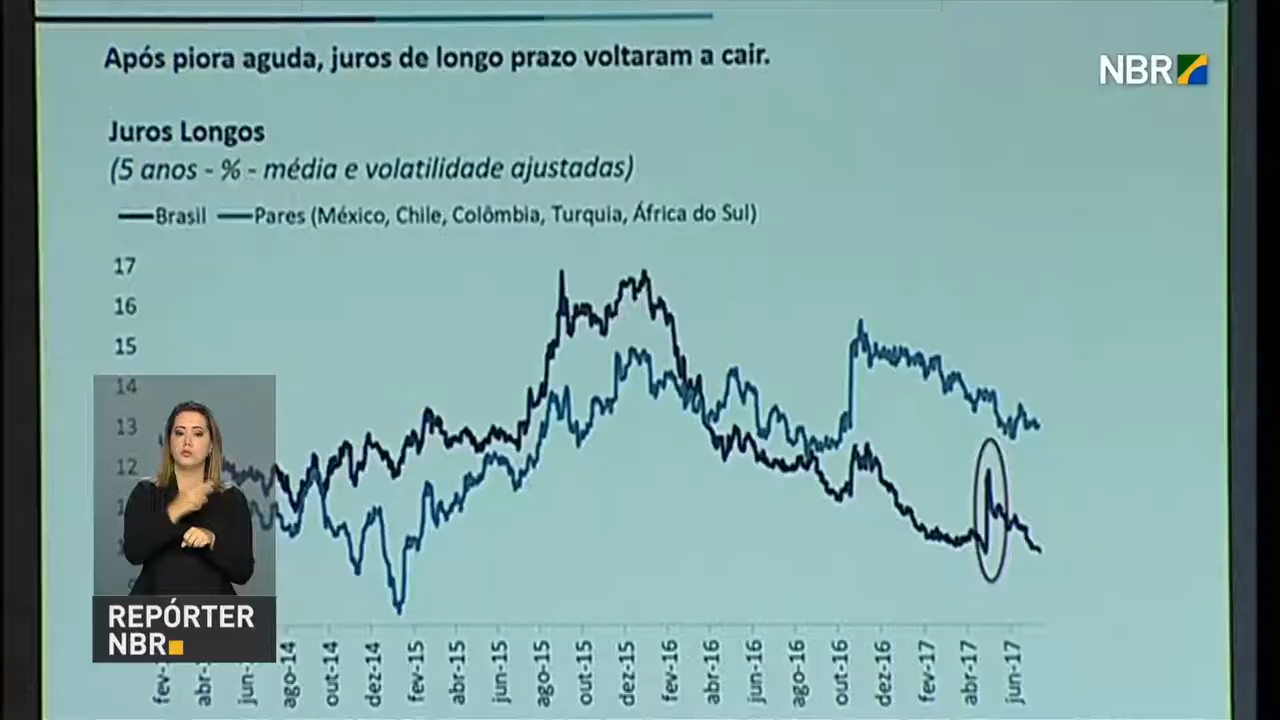 Após piora aguda, juros de longo prazo voltaram a cair.
NBR
Juros Longos
(5 anos - % - média e volatilidade ajustadas)
Brasil Pares (México, Chile, Colômbia, Turquia, África do Sul)
17
16
15
14
13
12
REPÓRTER
NBR
ago-14 out-14 dez-14 fev-15 abr-15 jun-15 ago-15 out-15 dez-15 fev-16 abr-16 jun-16 ago-16 out-16 dez-16 fev-17 abr-17 jun-17